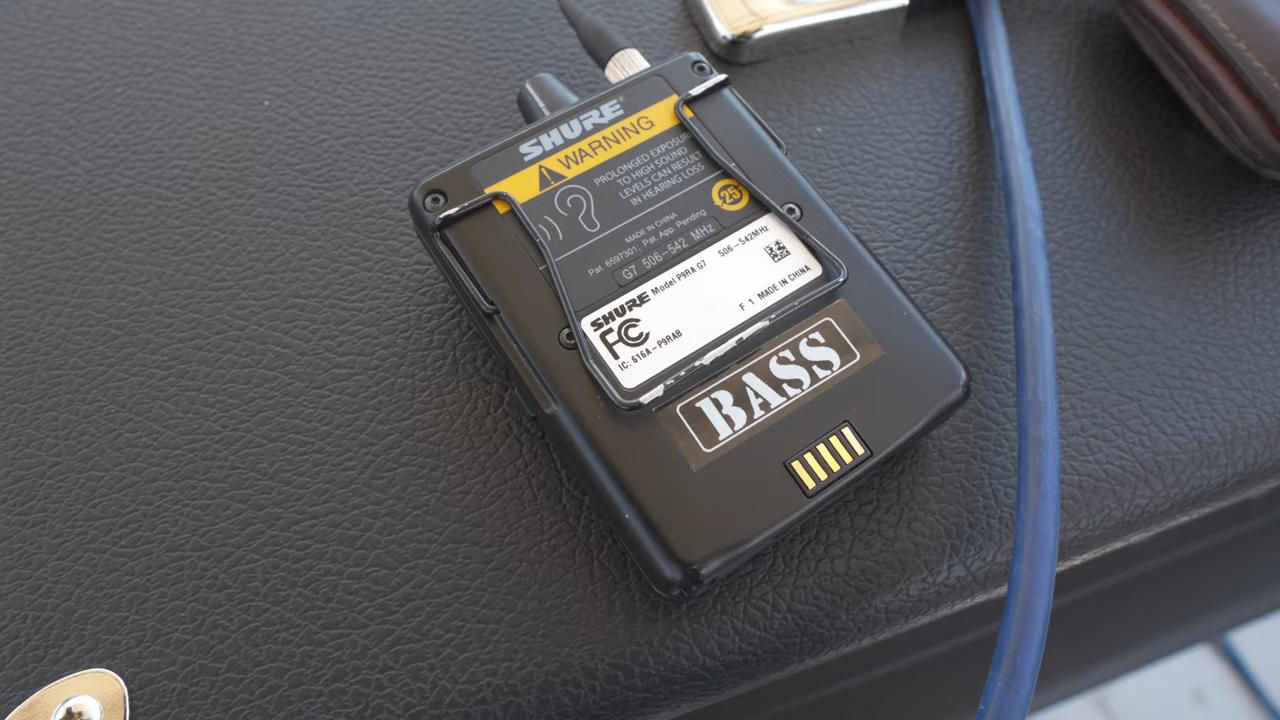 SHURE
WARNING
PROLONGED EXPOSURE
TO HIGH SOUND
LEVELS CAN RESULT
IN HEARING LOSS
25
MADE IN CHINA
Pat. 6597301, Pat. App. Pending
G7 506-542 MHz
SHURE Model P9RA G7 506-542MHz
FC
F 1 MADE IN CHINA
IC: 616A-P9RAB
BASS